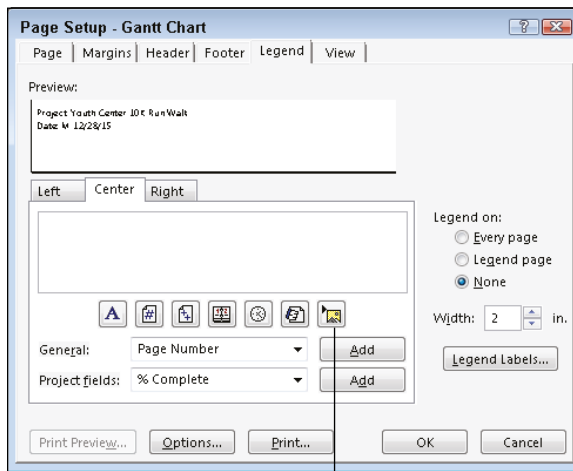 Page Setup - Gantt Chart
Page Margins Header Footer Legend View
Preview:
Project Youth Center 10K Run Walk
Date: M 12/28/15
Left Center Right
Legend on:
Every page
Legend page
None
A # +
Width: 2 in.
General: Page Number Add
Legend Labels...
Project fields: % Complete Add
Print Preview... Options... Print... OK Cancel